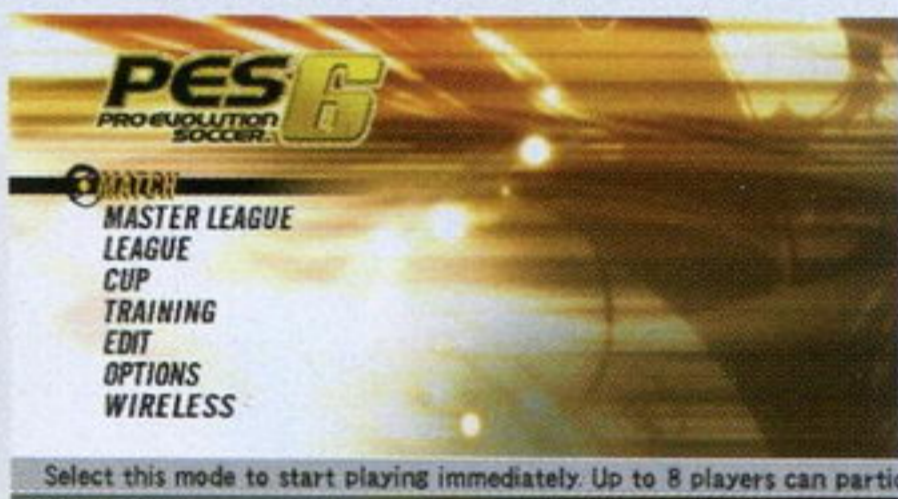 PES 6
PRO EVOLUTION
SOCCER
MATCH
MASTER LEAGUE
LEAGUE
CUP
TRAINING
EDIT
OPTIONS
WIRELESS
Select this mode to start playing immediately. Up to 8 players can